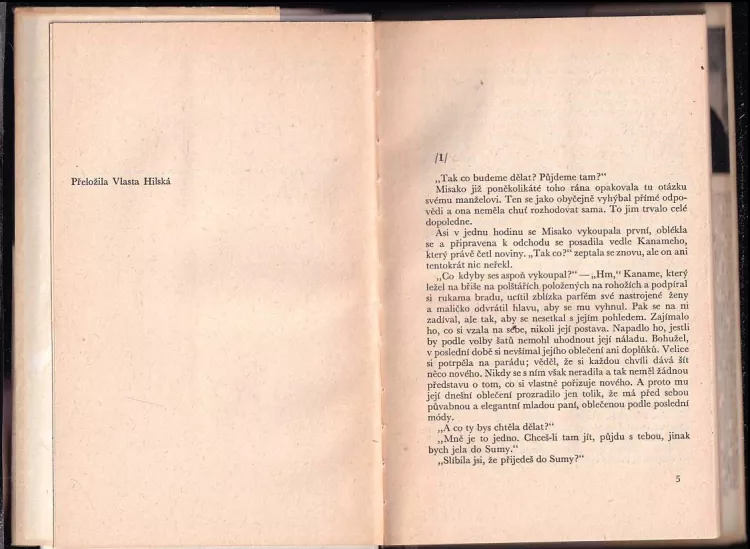 Přeložila Vlasta Hilská
/1/
„Tak co budeme dělat? Půjdeme tam?“
Misako již poněkolikáté toho rána opakovala tu otázku
svému manželovi. Ten se jako obyčejně vyhýbal přímé odpo-
vědi a ona neměla chuť rozhodovat sama. To jim trvalo celé
dopoledne.
Asi v jednu hodinu se Misako vykoupala první, oblékla
se a připravena k odchodu se posadila vedle Kanameho,
který právě četl noviny. „Tak co?“ zeptala se znovu, ale on ani
tentokrát nic neřekl.
„Co kdyby ses aspoň vykoupal?“ — „Hm,“ Kaname, který
ležel na břiše na polštářích položených na rohožích a podpíral
si rukama bradu, ucítil zblízka parfém své nastrojené ženy
a maličko odvrátil hlavu, aby se mu vyhnul. Pak se na ni
zadíval, ale tak, aby se nesetkal s jejím pohledem. Zajímalo
ho, co si vzala na sebe, nikoli její postava. Napadlo ho, jestli
by podle volby šatů nemohl uhodnout její náladu. Bohužel,
v poslední době si nevšímal jejího oblečení ani doplňků. Velice
si potrpěla na parádu; věděl, že si každou chvíli dává šít
něco nového. Nikdy se s ním však neradila a tak neměl žádnou
představu o tom, co si vlastně pořizuje nového. A proto mu
její dnešní oblečení prozradilo jen tolik, že má před sebou
půvabnou a elegantní mladou paní, oblečenou podle poslední
módy.
„A co ty bys chtěla dělat?“
„Mně je to jedno. Chceš-li tam jít, půjdu s tebou, jinak
bych jela do Sumy.“
„Slíbila jsi, že přijedeš do Sumy?“
5